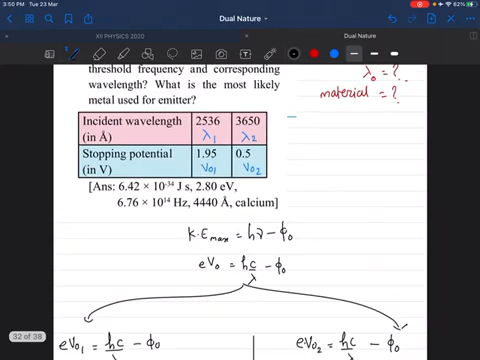 3:50 PM Tue 23 Mar
Dual Nature
62%
XII PHYSICS 2020
Dual Nature
threshold frequency and corresponding
wavelength? What is the most likely
metal used for emitter?
λ₀ = ?
material = ?
Incident wavelength (in Å) 2536 λ₁ 3650 λ₂
Stopping potential (in V) 1.95 V₀₁ 0.5 V₀₂
[Ans: 6.42 × 10⁻³⁴ J s, 2.80 eV,
6.76 × 10¹⁴ Hz, 4440 Å, calcium]
K.Emax = hν − ϕ₀
eV₀ = hc/λ − ϕ₀
eV₀₁ = hc/λ − ϕ₀
eV₀₂ = hc − ϕ₀
32 of 38